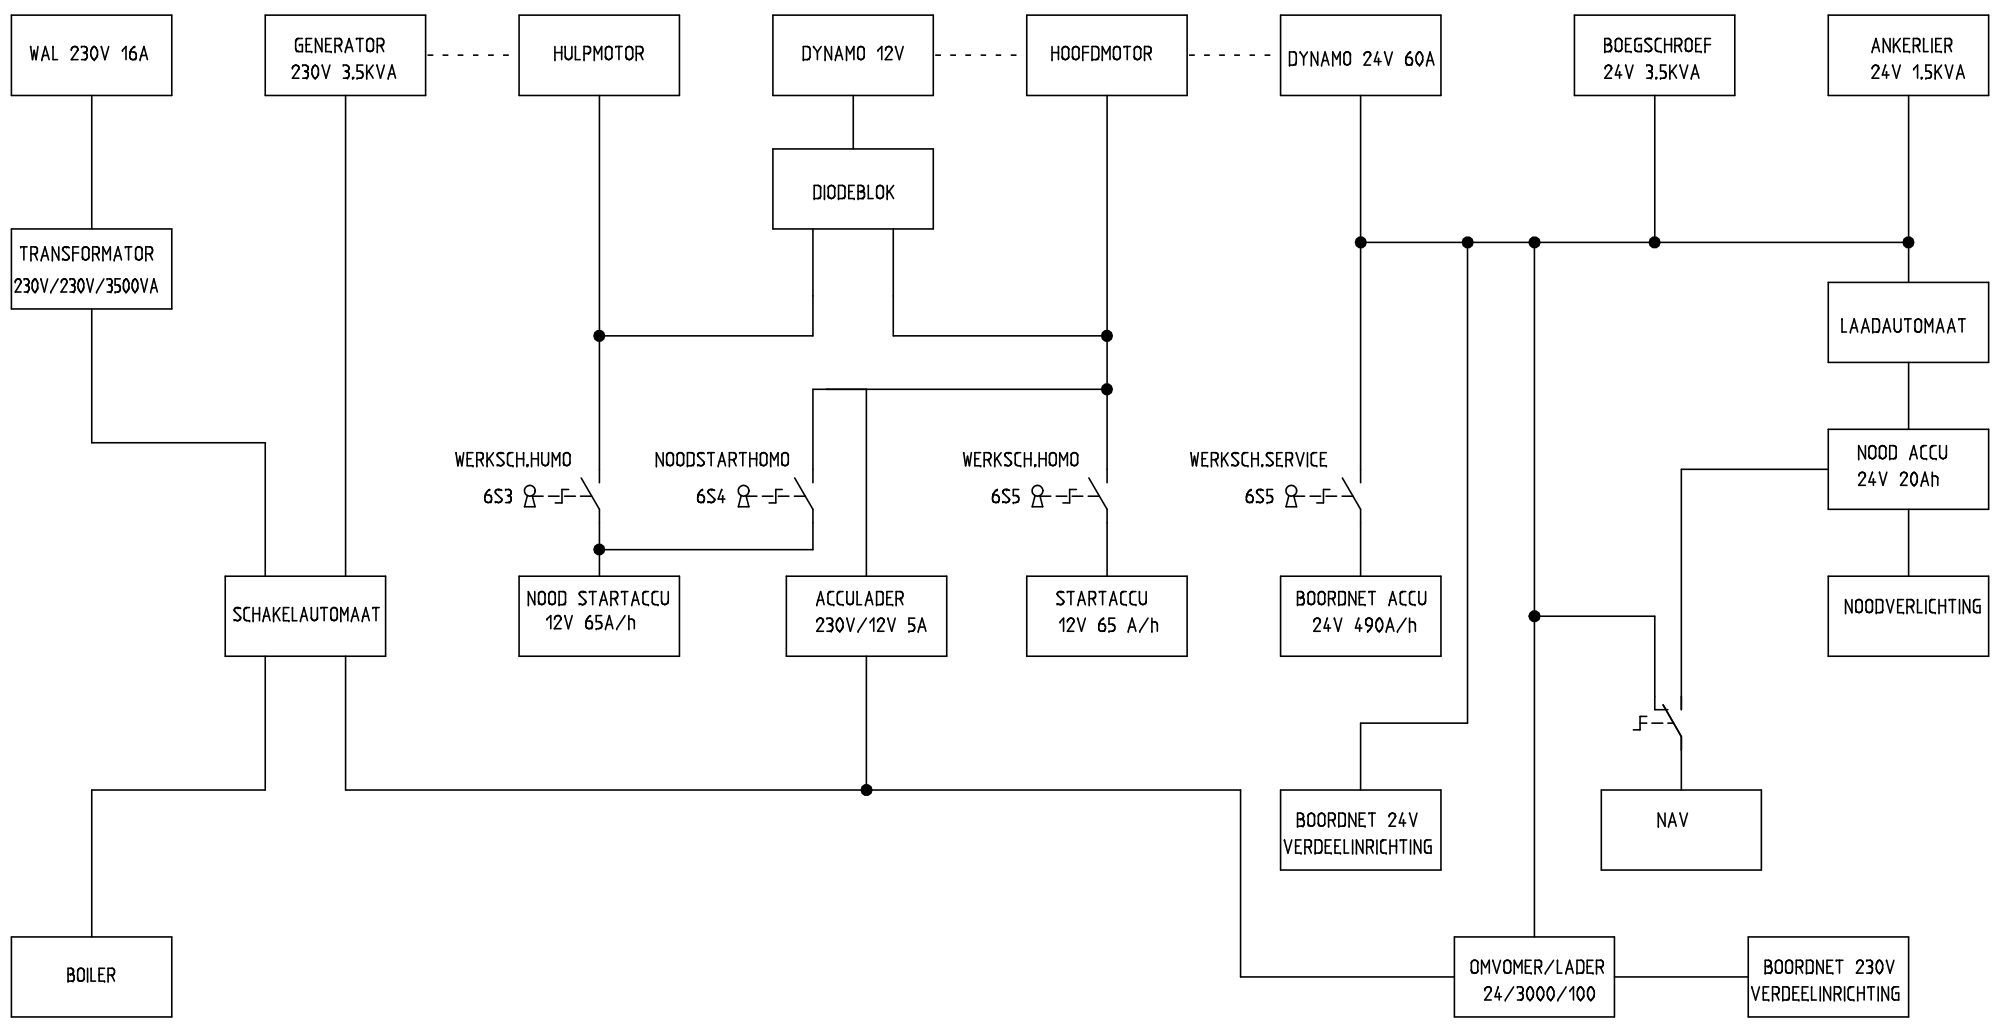 WAL 230V 16A
GENERATOR
230V 3.5KVA
HULPMOTOR
DYNAMO 12V
HOOFDMOTOR
DYNAMO 24V 60A
BOEGSCHROEF
24V 3.5KVA
ANKERLIER
24V 1.5KVA
DIODEBLOK
TRANSFORMATOR
230V/230V/3500VA
LAADAUTOMAAT
WERKSCH.HUMO
6S3
NOODSTARTHOMO
6S4
WERKSCH.HOMO
6S5
WERKSCH.SERVICE
6S5
NOOD ACCU
24V 20Ah
SCHAKELAUTOMAAT
NOOD STARTACCU
12V 65A/h
ACCULADER
230V/12V 5A
STARTACCU
12V 65 A/h
BOORDNET ACCU
24V 490A/h
NOODVERLICHTING
BOORDNET 24V
VERDEELINRICHTING
NAV
BOILER
OMVOMER/LADER
24/3000/100
BOORDNET 230V
VERDEELINRICHTING